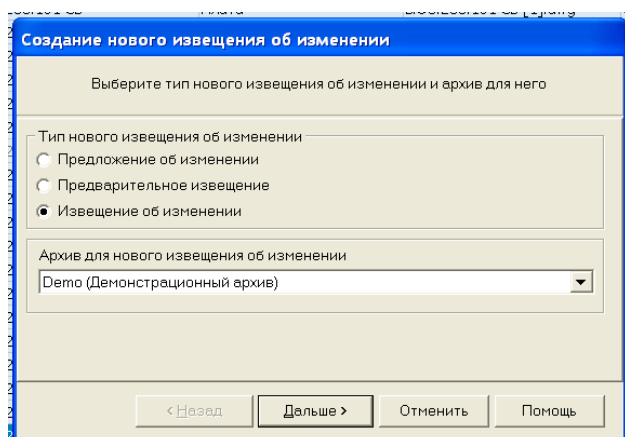 Создание нового извещения об изменении
Выберите тип нового извещения об изменении и архив для него
Тип нового извещения об изменении
Предложение об изменении
Предварительное извещение
Извещение об изменении
Архив для нового извещения об изменении
Demo (Демонстрационный архив)
< Назад Дальше > Отменить Помощь